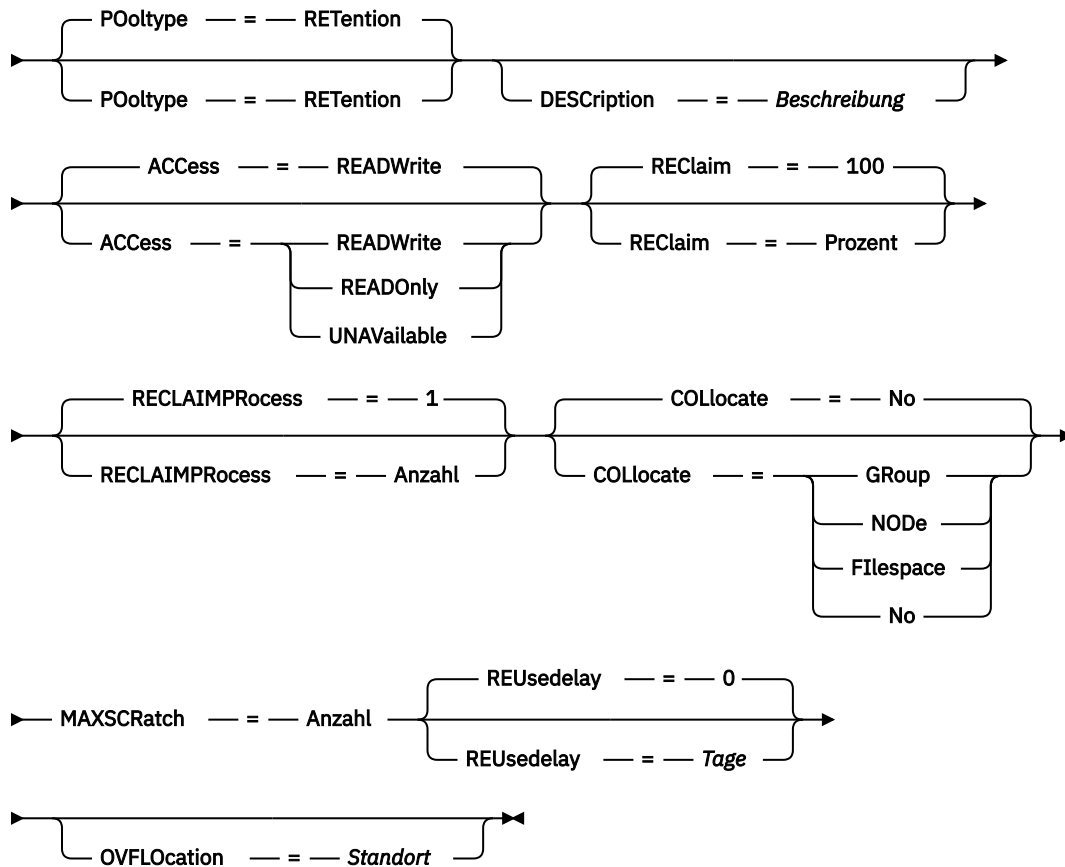 POoltype = RETention
POoltype = RETention
DESCription = Beschreibung
ACCess = READWrite
REClaim = 100
ACCess = READWrite
REClaim = Prozent
READOnly
UNAVailable
RECLAIMPRocess = 1
COLlocate = No
RECLAIMPRocess = Anzahl
COLlocate = GRoup
NODe
FIlespace
No
REUsedelay = 0
MAXSCRatch = Anzahl
REUsedelay = Tage
OVFLOcation = Standort